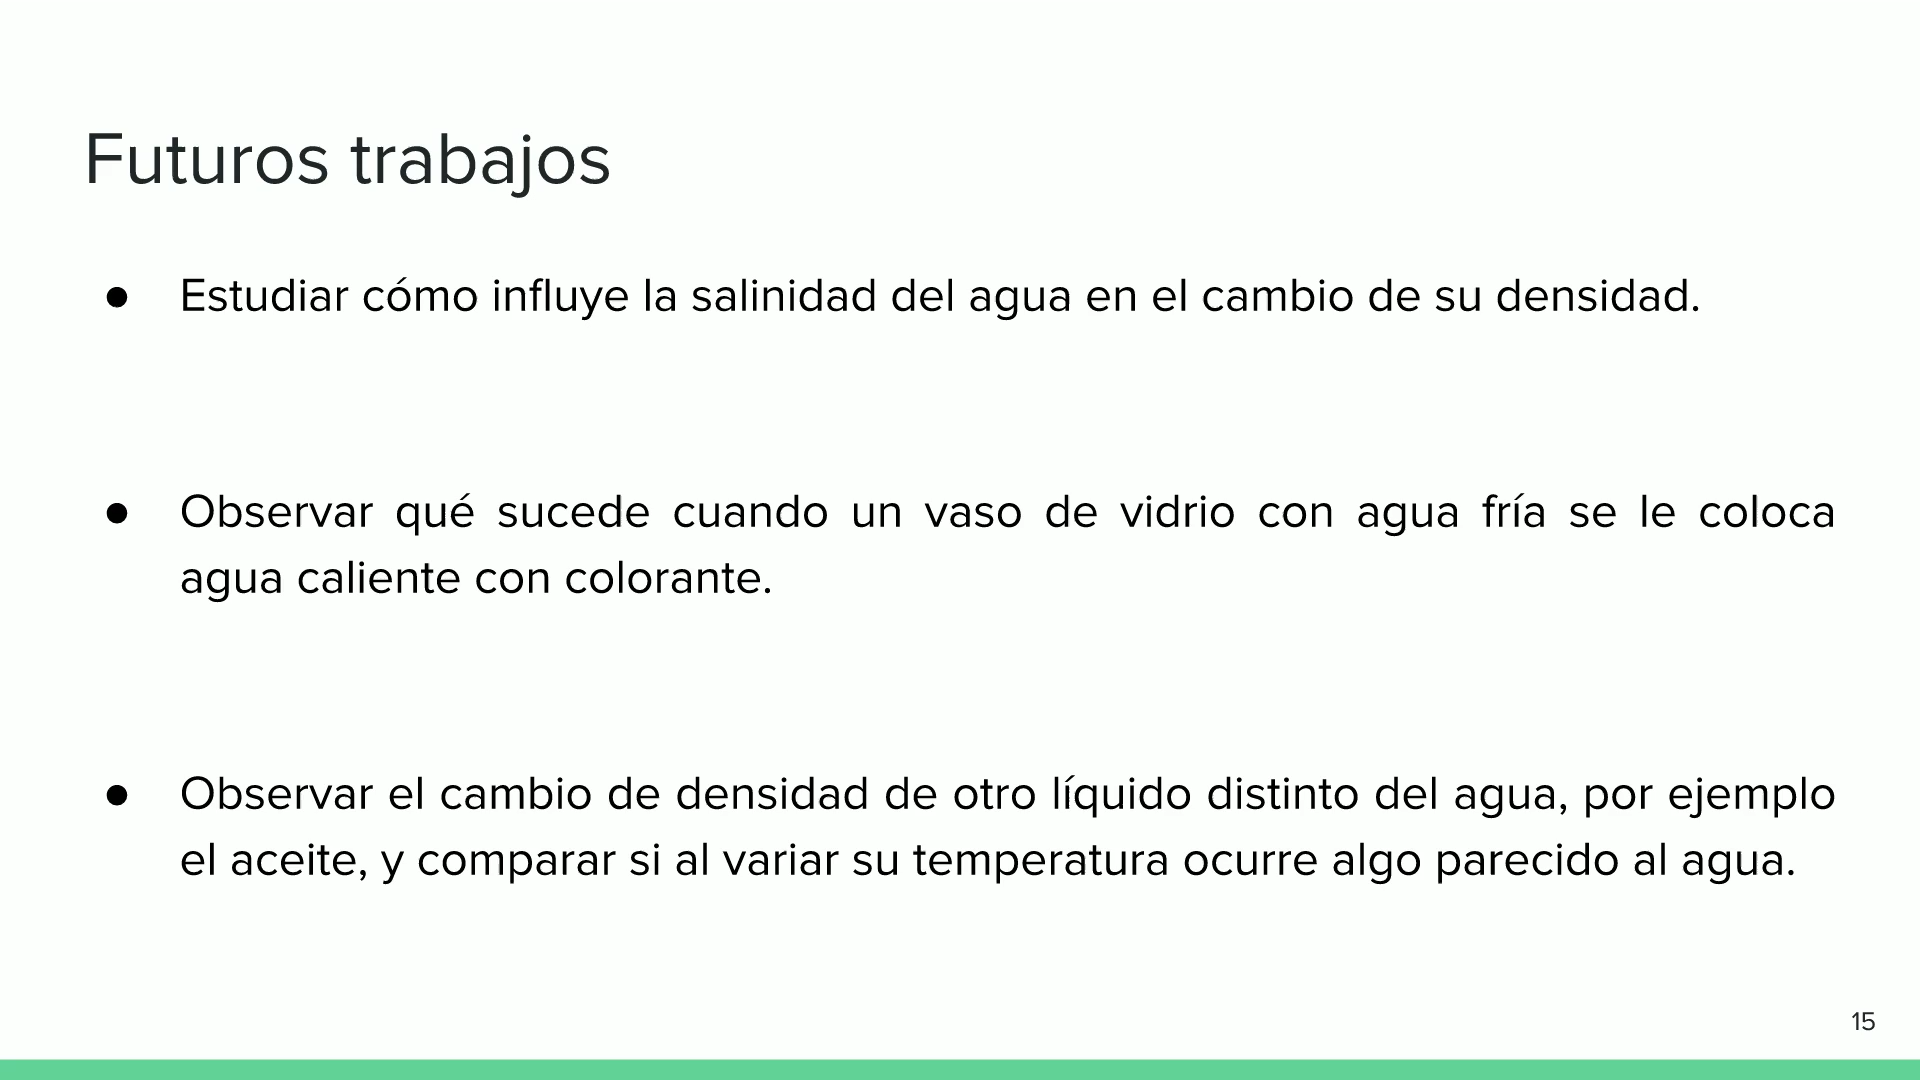 Futuros trabajos
● Estudiar cómo influye la salinidad del agua en el cambio de su densidad.
● Observar qué sucede cuando un vaso de vidrio con agua fría se le coloca
agua caliente con colorante.
● Observar el cambio de densidad de otro líquido distinto del agua, por ejemplo
el aceite, y comparar si al variar su temperatura ocurre algo parecido al agua.
15